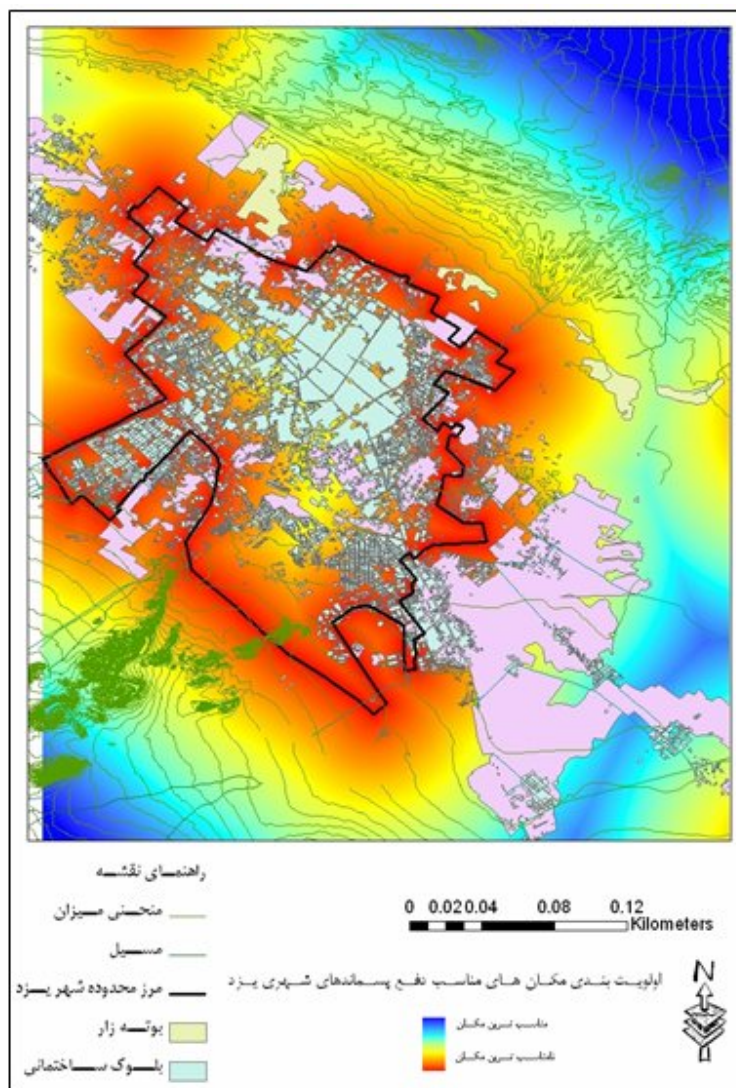 راهنمای نقشه
منحنی میزان
مسیل
مرز محدوده شهر یزد
بوته زار
بلوک ساختمانی
0 0.02 0.04 0.08 0.12
Kilometers
اولویت بندی مکان های مناسب دفع پسماندهای شهری یزد
مناسب ترین مکان
نامناسب ترین مکان
N